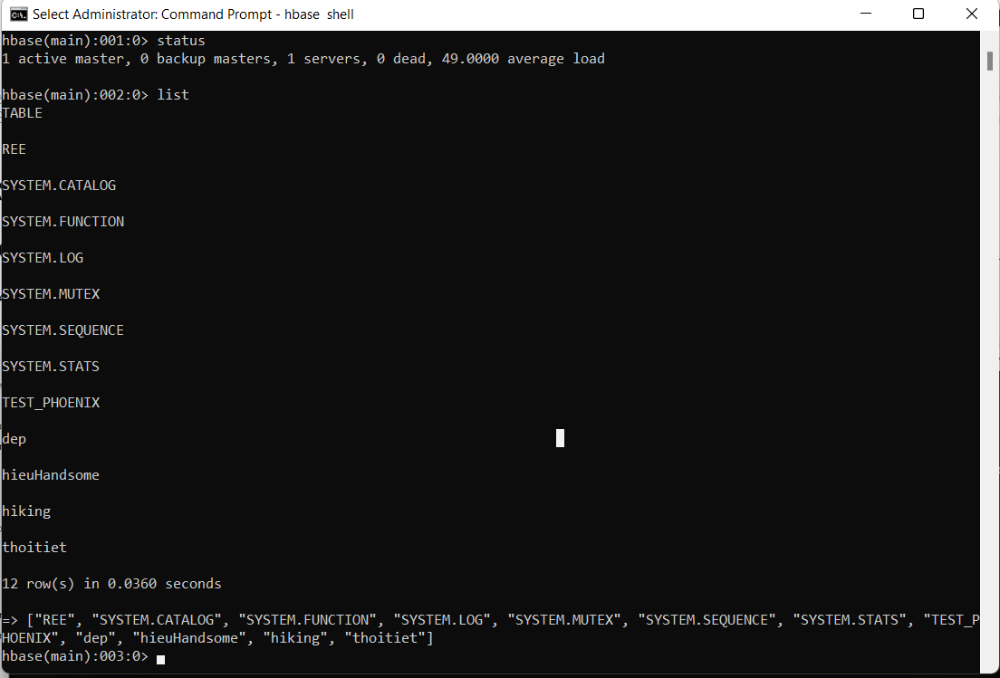 Select Administrator: Command Prompt - hbase  shell
hbase(main):001:0> status
1 active master, 0 backup masters, 1 servers, 0 dead, 49.0000 average load
hbase(main):002:0> list
TABLE
REE
SYSTEM.CATALOG
SYSTEM.FUNCTION
SYSTEM.LOG
SYSTEM.MUTEX
SYSTEM.SEQUENCE
SYSTEM.STATS
TEST_PHOENIX
dep
hieuHandsome
hiking
thoitiet
12 row(s) in 0.0360 seconds
=> ["REE", "SYSTEM.CATALOG", "SYSTEM.FUNCTION", "SYSTEM.LOG", "SYSTEM.MUTEX", "SYSTEM.SEQUENCE", "SYSTEM.STATS", "TEST_P
HOENIX", "dep", "hieuHandsome", "hiking", "thoitiet"]
hbase(main):003:0>